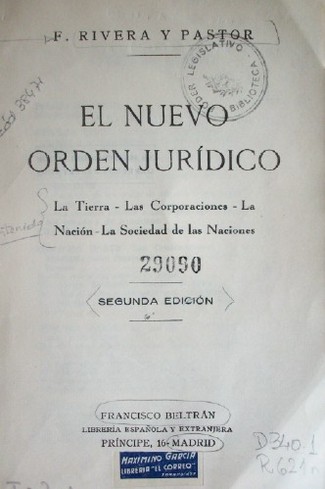 F. RIVERA Y PASTOR
PODER LEGISLATIVO
BIBLIOTECA
EL NUEVO
ORDEN JURÍDICO
La Tierra - Las Corporaciones - La
Nación - La Sociedad de las Naciones
29090
SEGUNDA EDICIÓN
FRANCISCO BELTRÁN
LIBRERÍA ESPAÑOLA Y EXTRANJERA
PRÍNCIPE, 16-MADRID
MAXIMINO GARCIA
LIBRERIA "EL CORREO"
D340.1
R621n